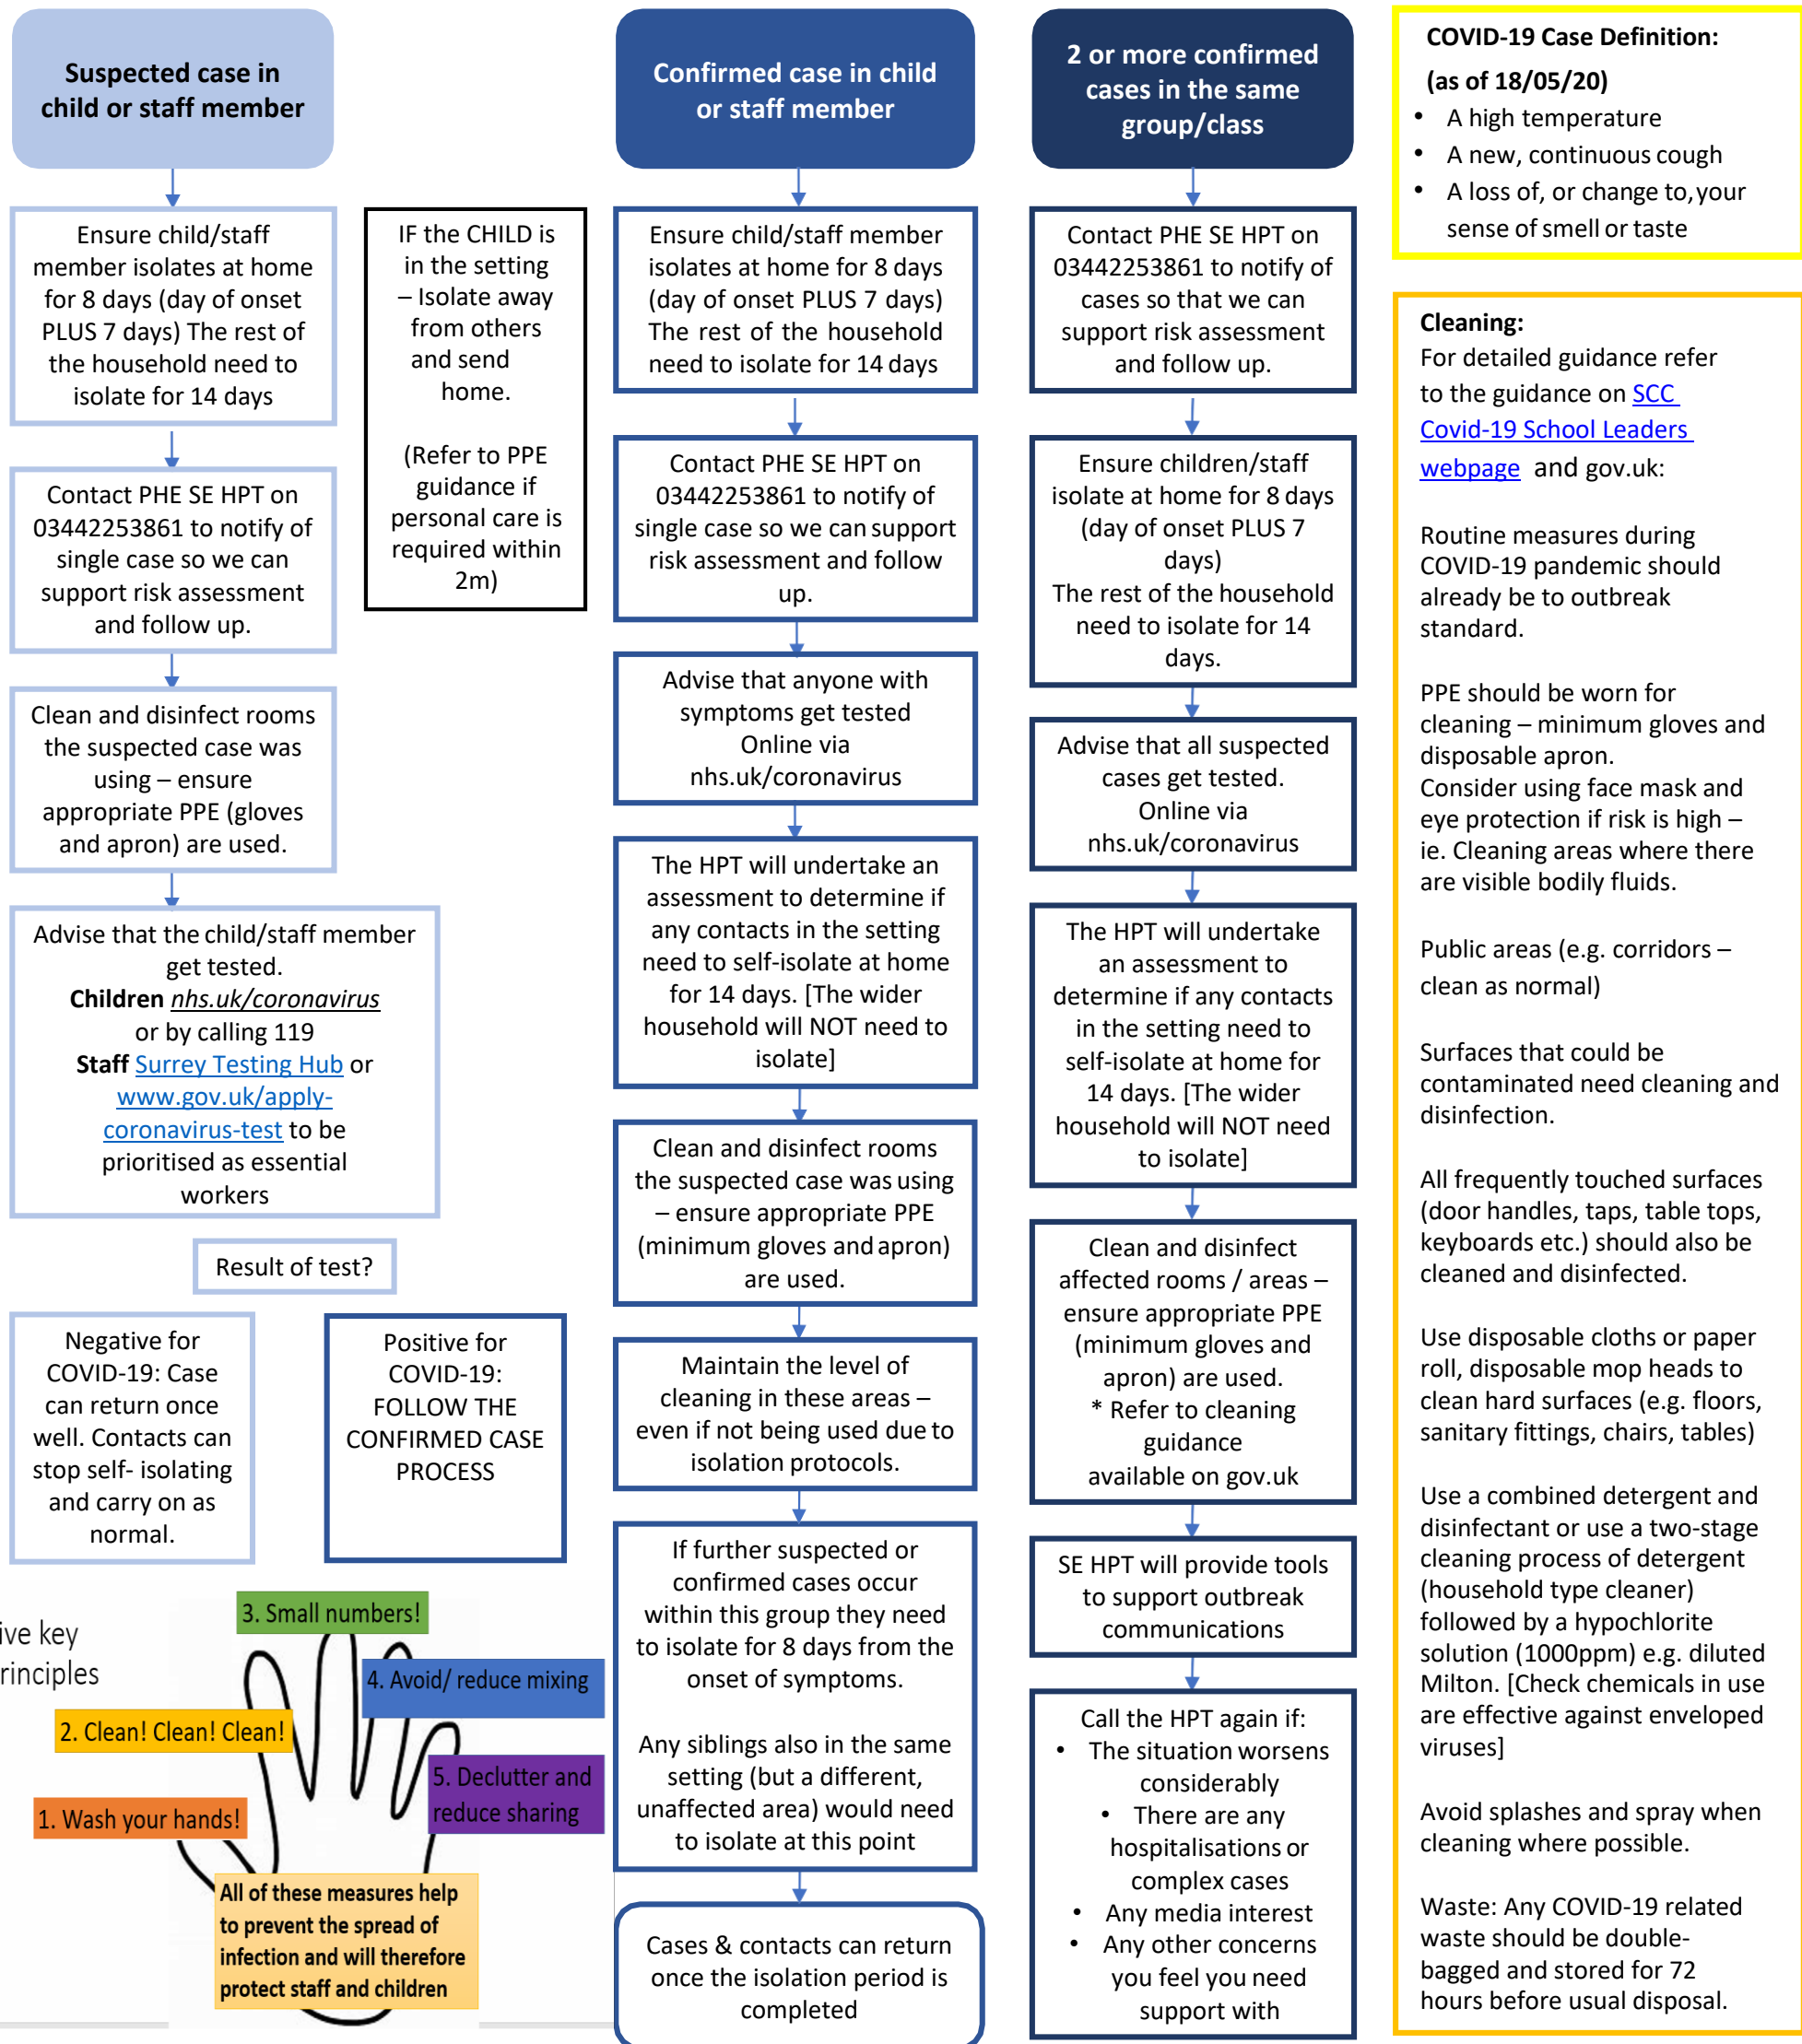 Suspected case in
child or staff member
Ensure child/staff
member isolates at home
for 8 days (day of onset
PLUS 7 days) The rest of
the household need to
isolate for 14 days
Contact PHE SE HPT on
03442253861 to notify of
single case so we can
support risk assessment
and follow up.
Clean and disinfect rooms
the suspected case was
using – ensure
appropriate PPE (gloves
and apron) are used.
Advise that the child/staff member
get tested.
Children nhs.uk/coronavirus
or by calling 119
Staff Surrey Testing Hub or
www.gov.uk/apply-
coronavirus-test to be
prioritised as essential
workers
Result of test?
Negative for
COVID-19: Case
can return once
well. Contacts can
stop self- isolating
and carry on as
normal.
Positive for
COVID-19:
FOLLOW THE
CONFIRMED CASE
PROCESS
IF the CHILD is
in the setting
– Isolate away
from others
and send
home.
(Refer to PPE
guidance if
personal care is
required within
2m)
ive key
rinciples
1. Wash your hands!
2. Clean! Clean! Clean!
3. Small numbers!
4. Avoid/ reduce mixing
5. Declutter and
reduce sharing
All of these measures help
to prevent the spread of
infection and will therefore
protect staff and children
Confirmed case in child
or staff member
Ensure child/staff member
isolates at home for 8 days
(day of onset PLUS 7 days)
The rest of the household
need to isolate for 14 days
Contact PHE SE HPT on
03442253861 to notify of
single case so we can support
risk assessment and follow
up.
Advise that anyone with
symptoms get tested
Online via
nhs.uk/coronavirus
The HPT will undertake an
assessment to determine if
any contacts in the setting
need to self-isolate at home
for 14 days. [The wider
household will NOT need to
isolate]
Clean and disinfect rooms
the suspected case was using
– ensure appropriate PPE
(minimum gloves and apron)
are used.
Maintain the level of
cleaning in these areas –
even if not being used due to
isolation protocols.
If further suspected or
confirmed cases occur
within this group they need
to isolate for 8 days from the
onset of symptoms.
Any siblings also in the same
setting (but a different,
unaffected area) would need
to isolate at this point
Cases & contacts can return
once the isolation period is
completed
2 or more confirmed
cases in the same
group/class
Contact PHE SE HPT on
03442253861 to notify of
cases so that we can
support risk assessment
and follow up.
Ensure children/staff
isolate at home for 8 days
(day of onset PLUS 7
days)
The rest of the household
need to isolate for 14
days.
Advise that all suspected
cases get tested.
Online via
nhs.uk/coronavirus
The HPT will undertake
an assessment to
determine if any contacts
in the setting need to
self-isolate at home for
14 days. [The wider
household will NOT need
to isolate]
Clean and disinfect
affected rooms / areas –
ensure appropriate PPE
(minimum gloves and
apron) are used.
* Refer to cleaning
guidance
available on gov.uk
SE HPT will provide tools
to support outbreak
communications
Call the HPT again if:
• The situation worsens
considerably
• There are any
hospitalisations or
complex cases
• Any media interest
• Any other concerns
you feel you need
support with
COVID-19 Case Definition:
(as of 18/05/20)
• A high temperature
• A new, continuous cough
• A loss of, or change to, your
sense of smell or taste
Cleaning:
For detailed guidance refer
to the guidance on SCC
Covid-19 School Leaders
webpage and gov.uk:
Routine measures during
COVID-19 pandemic should
already be to outbreak
standard.
PPE should be worn for
cleaning – minimum gloves and
disposable apron.
Consider using face mask and
eye protection if risk is high –
ie. Cleaning areas where there
are visible bodily fluids.
Public areas (e.g. corridors –
clean as normal)
Surfaces that could be
contaminated need cleaning and
disinfection.
All frequently touched surfaces
(door handles, taps, table tops,
keyboards etc.) should also be
cleaned and disinfected.
Use disposable cloths or paper
roll, disposable mop heads to
clean hard surfaces (e.g. floors,
sanitary fittings, chairs, tables)
Use a combined detergent and
disinfectant or use a two-stage
cleaning process of detergent
(household type cleaner)
followed by a hypochlorite
solution (1000ppm) e.g. diluted
Milton. [Check chemicals in use
are effective against enveloped
viruses]
Avoid splashes and spray when
cleaning where possible.
Waste: Any COVID-19 related
waste should be double-
bagged and stored for 72
hours before usual disposal.